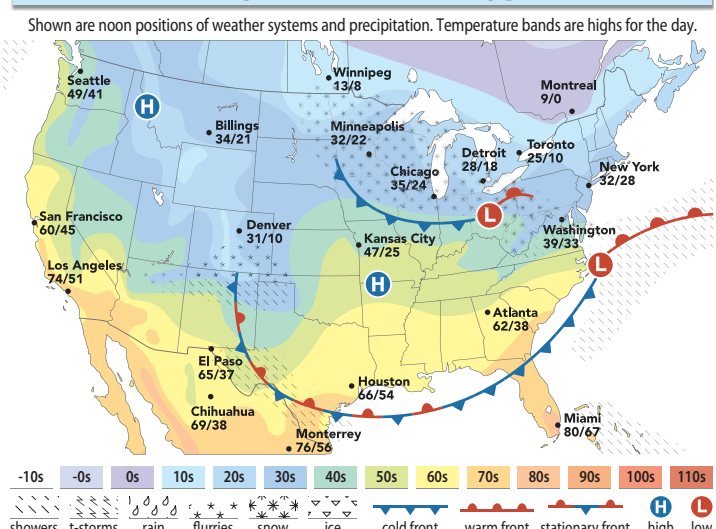 Shown are noon positions of weather systems and precipitation. Temperature bands are highs for the day.
Seattle
49/41
H
Winnipeg
13/8
Montreal
9/0
Billings
34/21
Minneapolis
32/22
Toronto
25/10
Detroit
28/18
Chicago
35/24
New York
32/28
San Francisco
60/45
Denver
31/10
Kansas City
47/25
L
Washington
39/33
Los Angeles
74/51
H
L
Atlanta
62/38
El Paso
65/37
Houston
66/54
Chihuahua
69/38
Monterrey
76/56
Miami
80/67
-10s -0s 0s 10s 20s 30s 40s 50s 60s 70s 80s 90s 100s 110s
H L
showers t-storms rain flurries snow ice cold front warm front stationary front high low